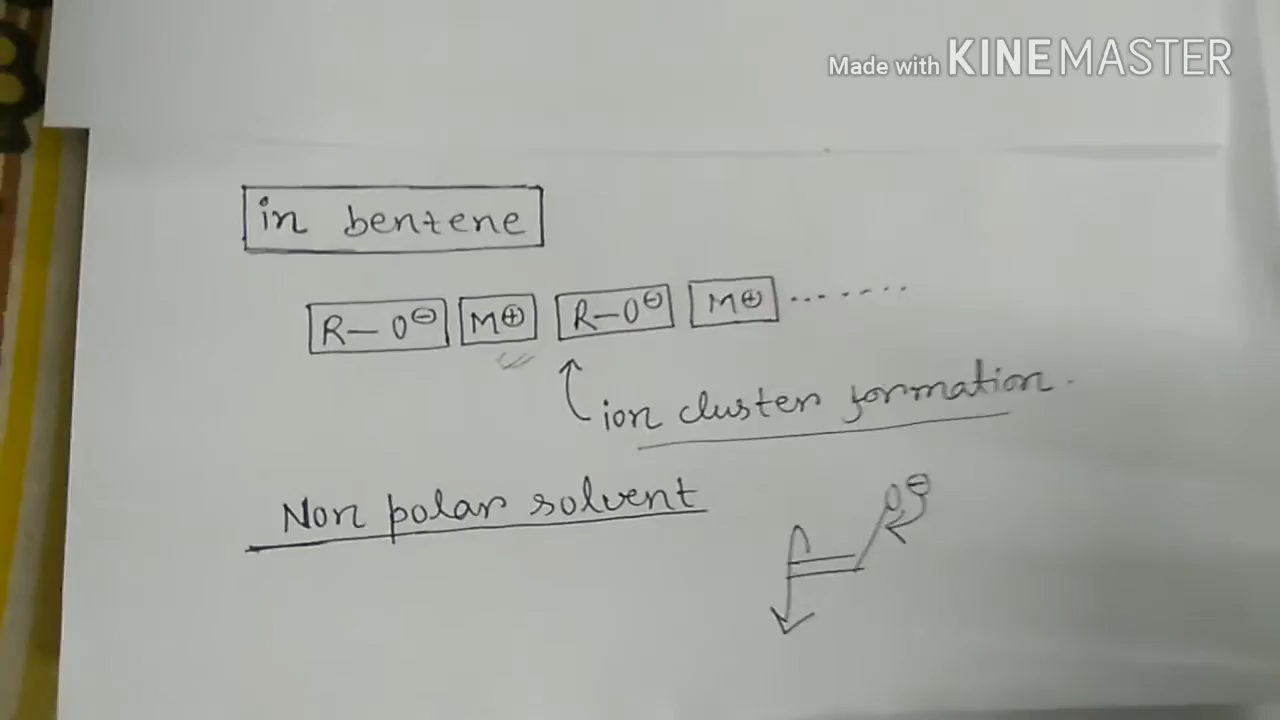 Made with KINEMASTER
in benzene
R-O⊖ M⊕ R-O⊖ M⊕ ........
ion cluster formation.
Non polar solvent
O⊖